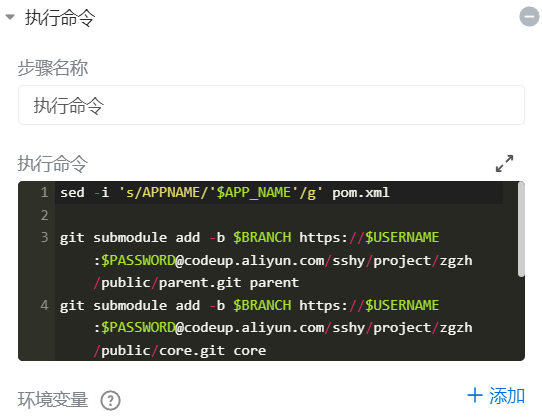 执行命令
步骤名称
执行命令
执行命令
1 sed -i 's/APPNAME/'$APP_NAME'/g' pom.xml
2
3 git submodule add -b $BRANCH https://$USERNAME
:$PASSWORD@codeup.aliyun.com/sshy/project/zgzh
/public/parent.git parent
4 git submodule add -b $BRANCH https://$USERNAME
:$PASSWORD@codeup.aliyun.com/sshy/project/zgzh
/public/core.git core
环境变量 ? + 添加